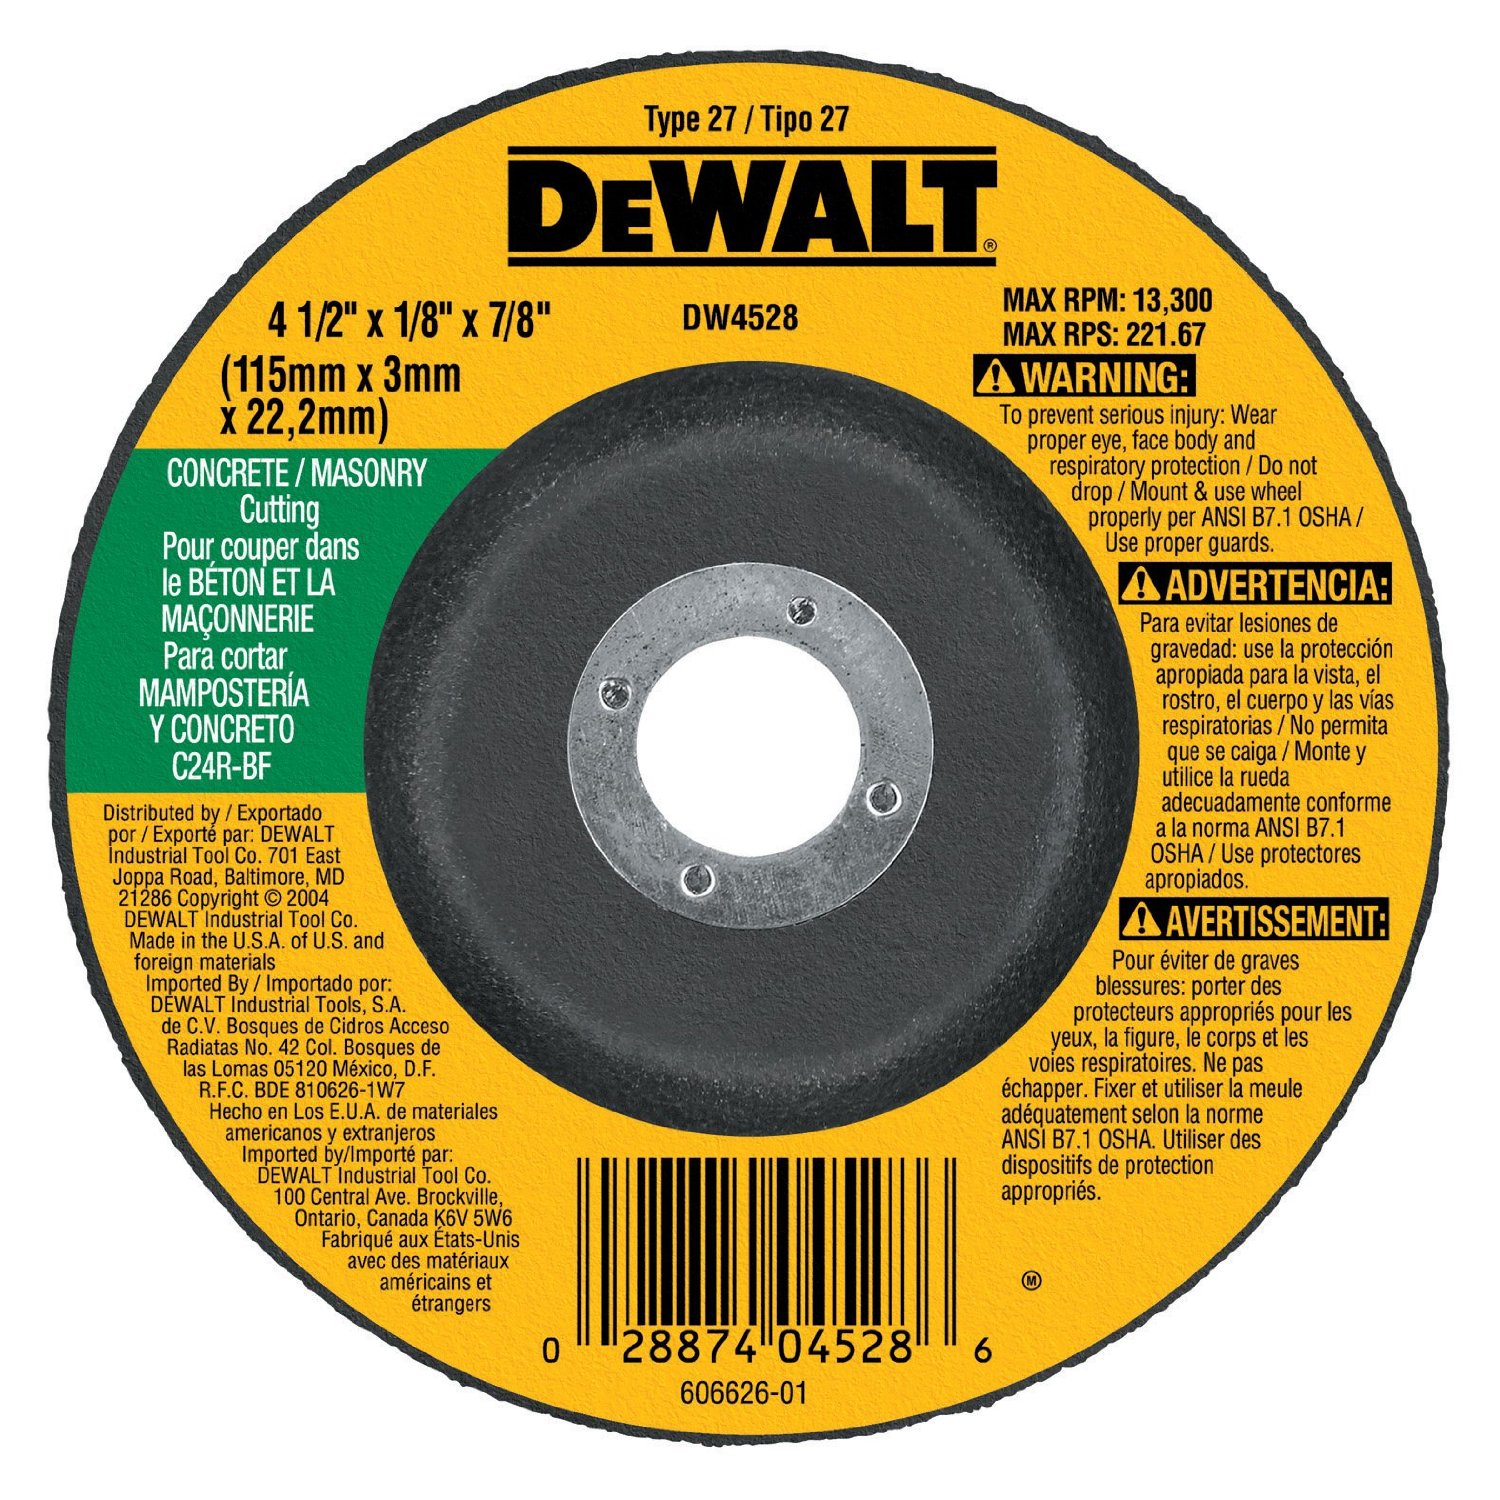 Type 27 / Tipo 27
DEWALT®
4 1/2" x 1/8" x 7/8"
(115mm x 3mm
x 22,2mm)
DW4528
MAX RPM: 13,300
MAX RPS: 221.67
WARNING:
To prevent serious injury: Wear
proper eye, face body and
respiratory protection / Do not
drop / Mount & use wheel
properly per ANSI B7.1 OSHA /
Use proper guards.
ADVERTENCIA:
Para evitar lesiones de
gravedad: use la protección
apropiada para la vista, el
rostro, el cuerpo y las vías
respiratorias / No permita
que se caiga / Monte y
utilice la rueda
adecuadamente conforme
a la norma ANSI B7.1
OSHA / Use protectores
apropiados.
AVERTISSEMENT:
Pour éviter de graves
blessures: porter des
protecteurs appropriés pour les
yeux, la figure, le corps et les
voies respiratoires. Ne pas
échapper. Fixer et utiliser la meule
adéquatement selon la norme
ANSI B7.1 OSHA. Utiliser des
dispositifs de protection
appropriés.
CONCRETE / MASONRY
Cutting
Pour couper dans
le BÉTON ET LA
MAÇONNERIE
Para cortar
MAMPOSTERÍA
Y CONCRETO
C24R-BF
Distributed by / Exportado
por / Exporté par: DEWALT
Industrial Tool Co. 701 East
Joppa Road, Baltimore, MD
21286 Copyright © 2004
DEWALT Industrial Tool Co.
Made in the U.S.A. of U.S. and
foreign materials
Imported By / Importado por:
DEWALT Industrial Tools, S.A.
de C.V. Bosques de Cidros Acceso
Radiatas No. 42 Col. Bosques de
las Lomas 05120 México, D.F.
R.F.C. BDE 810626-1W7
Hecho en Los E.U.A. de materiales
americanos y extranjeros
Imported by/Importé par:
DEWALT Industrial Tool Co.
100 Central Ave. Brockville,
Ontario, Canada K6V 5W6
Fabriqué aux États-Unis
avec des matériaux
américains et
étrangers
Ⓜ
0 28874 04528 6
606626-01